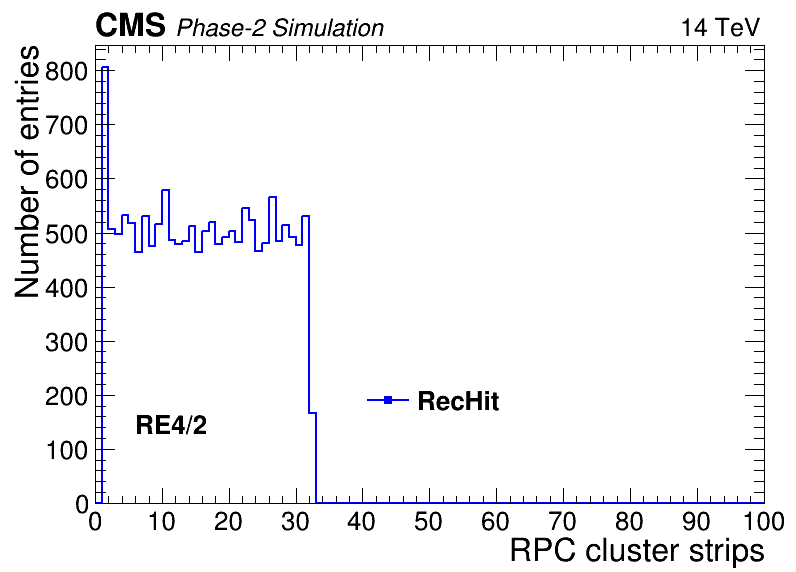 CMS Phase-2 Simulation 14 TeV
Number of entries
800
700
600
500
400
300
200
100
0
RecHit
RE4/2
0 10 20 30 40 50 60 70 80 90 100
RPC cluster strips